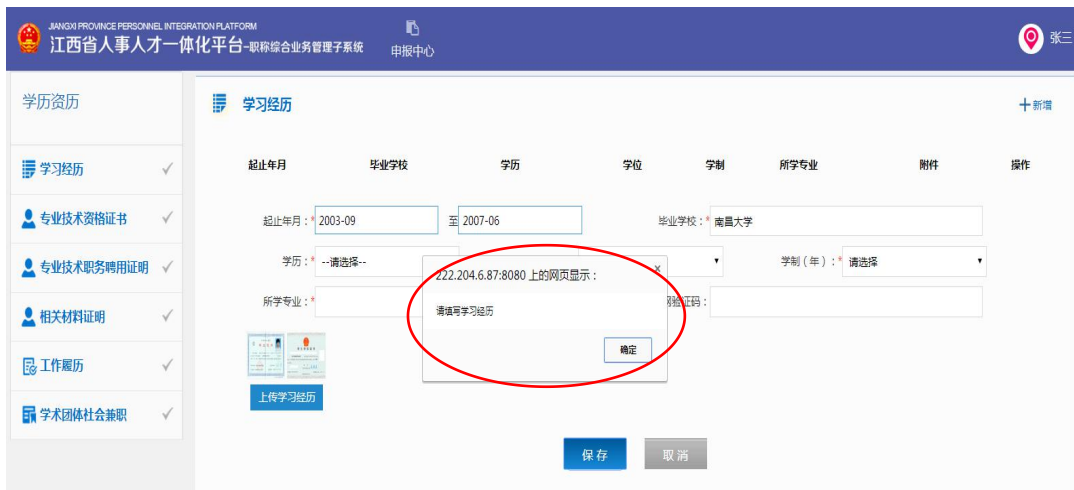 JIANGXI PROVINCE PERSONNEL INTEGRATION PLATFORM
江西省人事人才一体化平台-职称综合业务管理子系统
申报中心
张三
学历资历
学习经历
专业技术资格证书
专业技术职务聘用证明
相关材料证明
工作履历
学术团体社会兼职
学习经历
新增
起止年月 毕业学校 学历 学位 学制 所学专业 附件 操作
起止年月：* 2003-09 至 2007-06 毕业学校：* 南昌大学
学历：* --请选择-- 学制（年）：* 请选择
所学专业：* 验证码：
222.204.6.87:8080 上的网页显示： ×
请填写学习经历
确定
上传学习经历
保存 取消